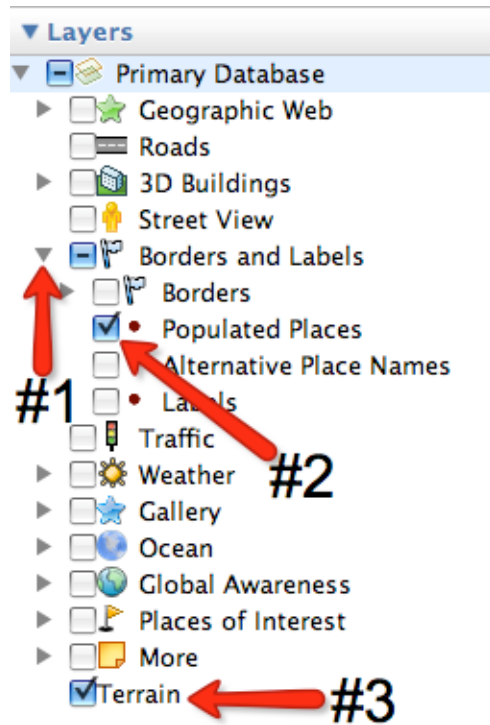 Layers
Primary Database
Geographic Web
Roads
3D Buildings
Street View
Borders and Labels
Borders
Populated Places
Alternative Place Names
#1
Labels
Traffic
Weather
#2
Gallery
Ocean
Global Awareness
Places of Interest
More
Terrain
#3